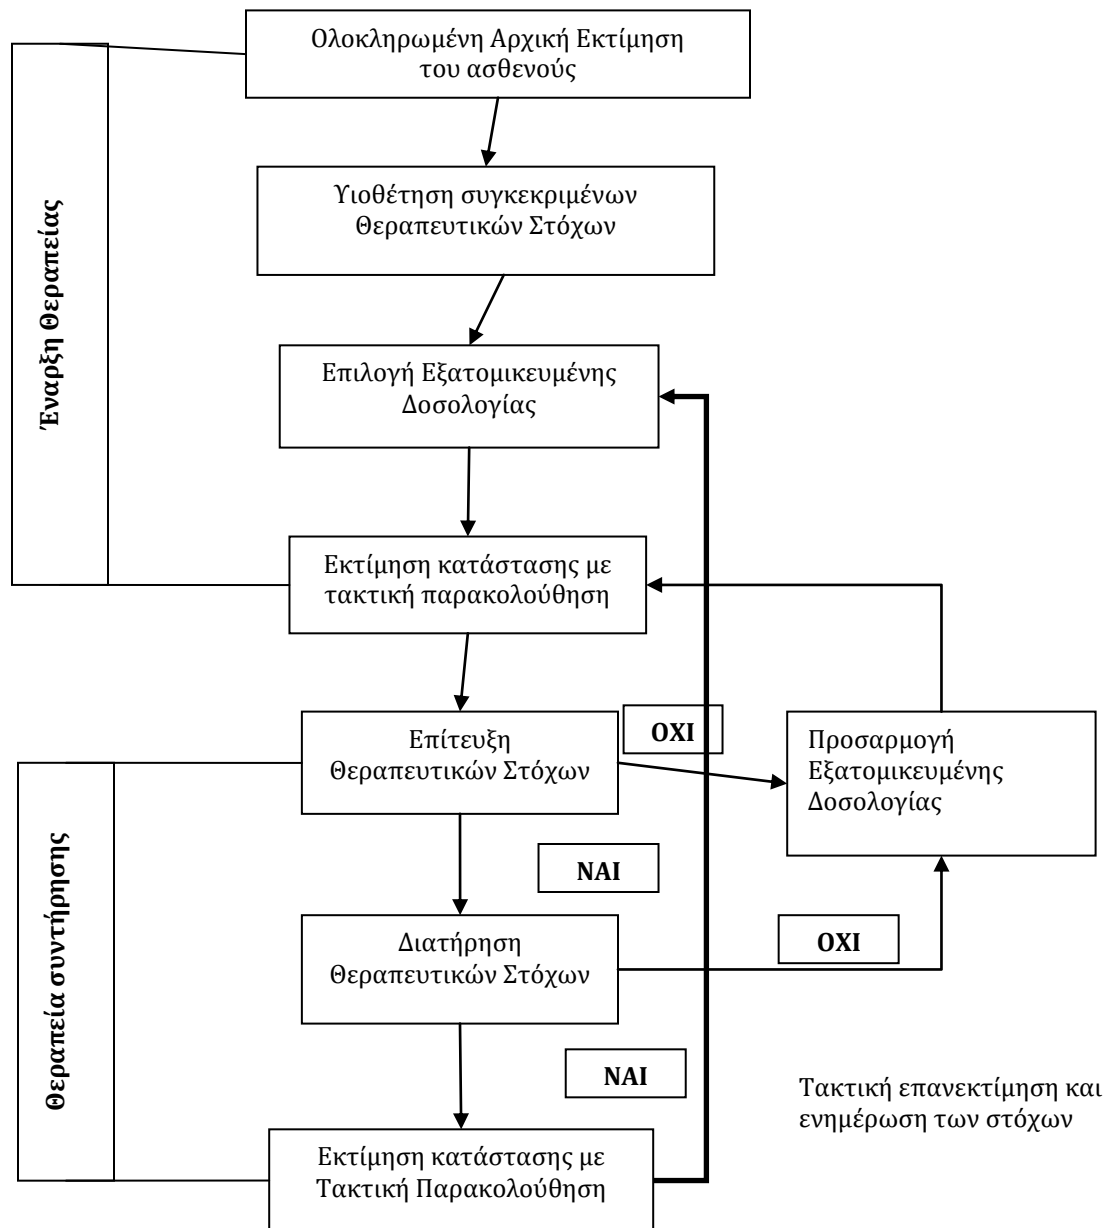 Ολοκληρωμένη Αρχική Εκτίμηση
του ασθενούς
Υιοθέτηση συγκεκριμένων
Θεραπευτικών Στόχων
Έναρξη Θεραπείας
Επιλογή Εξατομικευμένης
Δοσολογίας
Εκτίμηση κατάστασης με
τακτική παρακολούθηση
Επίτευξη
Θεραπευτικών Στόχων
ΟΧΙ
Προσαρμογή
Εξατομικευμένης
Δοσολογίας
Θεραπεία συντήρησης
ΝΑΙ
Διατήρηση
Θεραπευτικών Στόχων
ΟΧΙ
ΝΑΙ
Τακτική επανεκτίμηση και
ενημέρωση των στόχων
Εκτίμηση κατάστασης με
Τακτική Παρακολούθηση